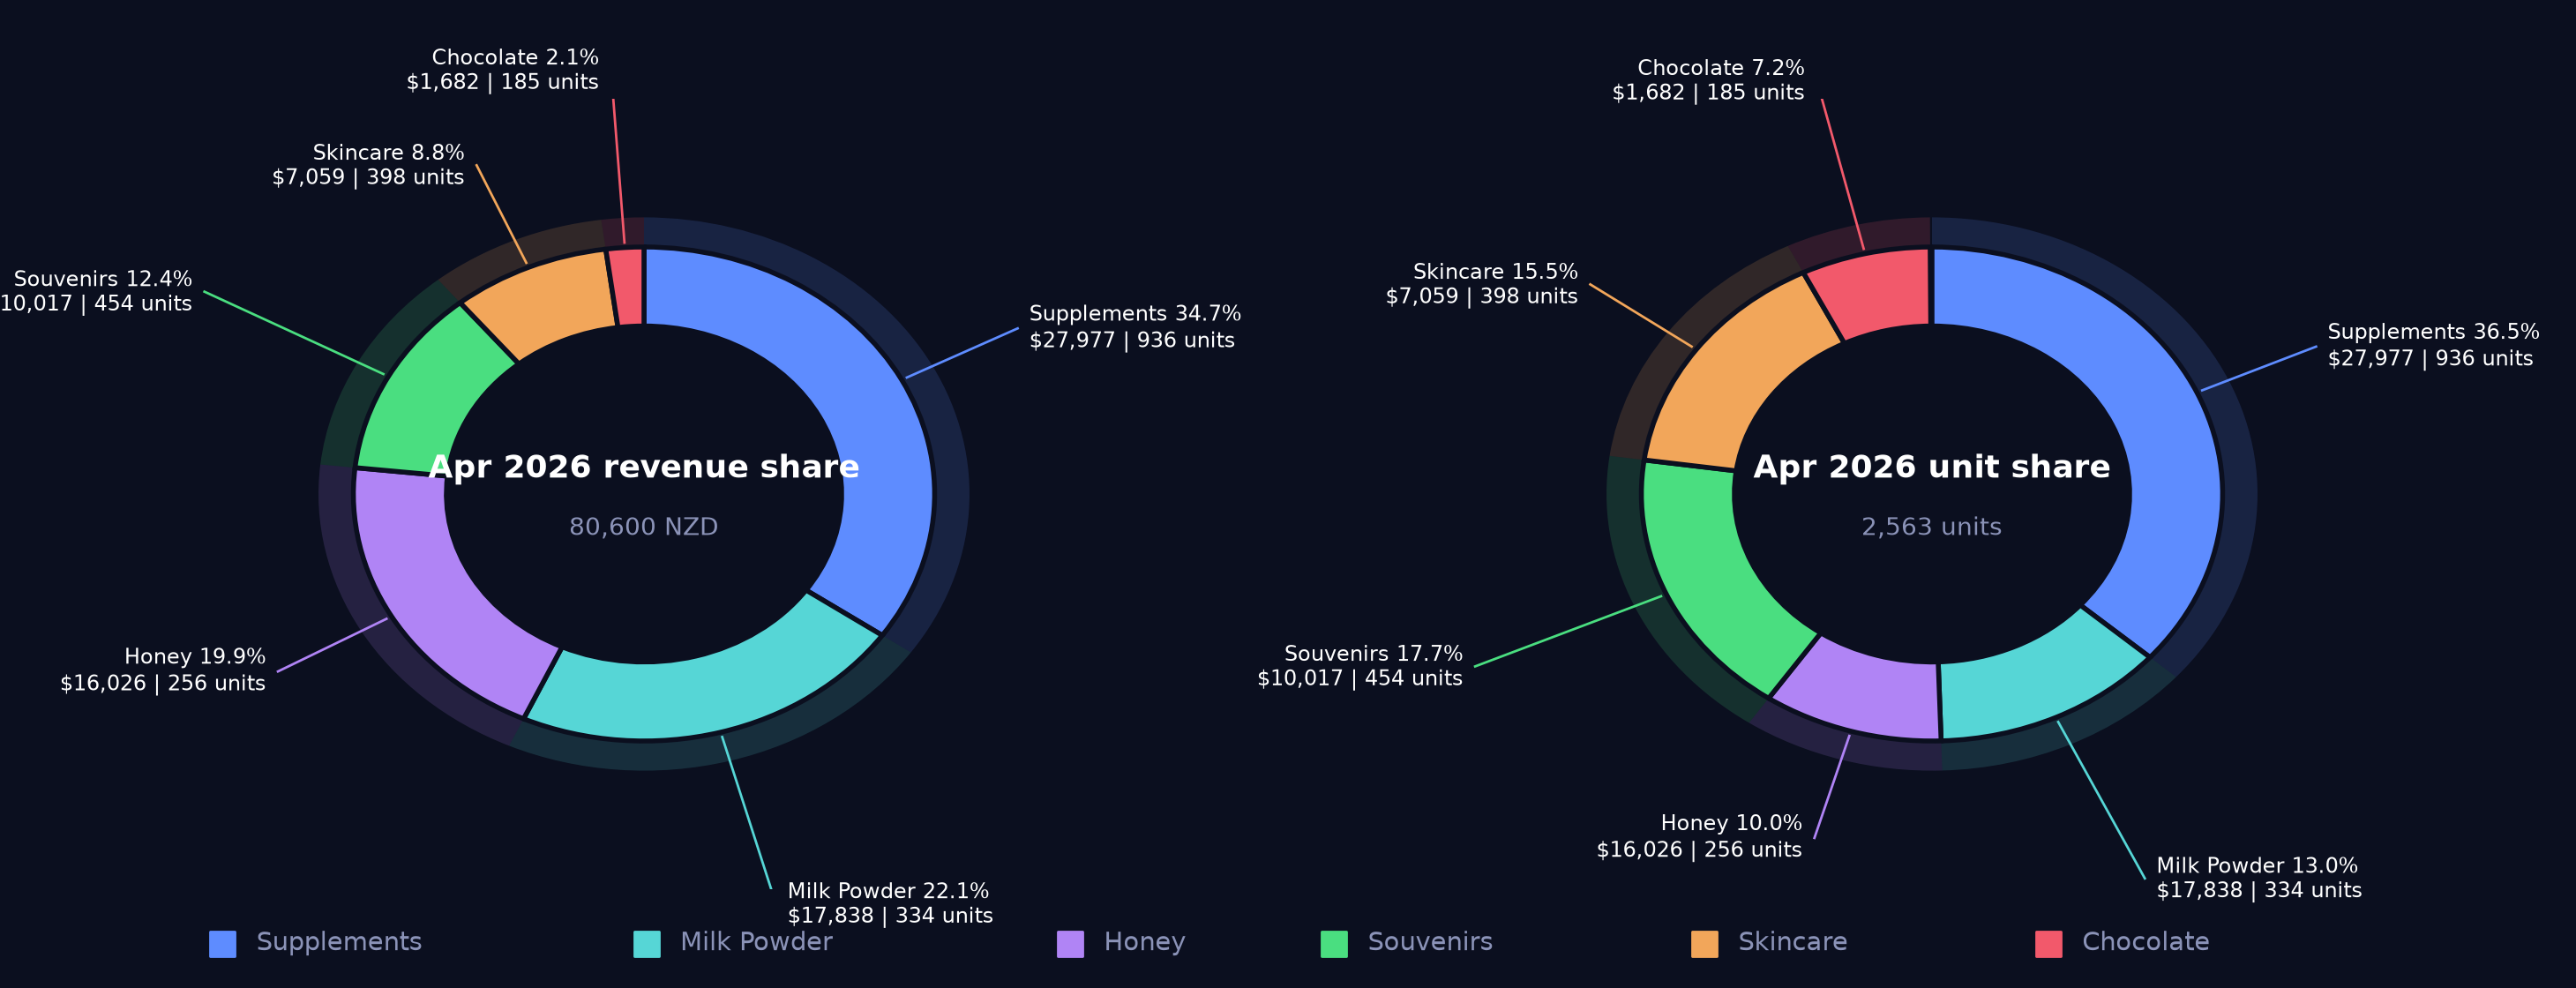 Chocolate 2.1%
$1,682 | 185 units
Skincare 8.8%
$7,059 | 398 units
Souvenirs 12.4%
10,017 | 454 units
Supplements 34.7%
$27,977 | 936 units
Apr 2026 revenue share
80,600 NZD
Honey 19.9%
$16,026 | 256 units
Milk Powder 22.1%
$17,838 | 334 units
Chocolate 7.2%
$1,682 | 185 units
Skincare 15.5%
$7,059 | 398 units
Supplements 36.5%
$27,977 | 936 units
Apr 2026 unit share
2,563 units
Souvenirs 17.7%
$10,017 | 454 units
Honey 10.0%
$16,026 | 256 units
Milk Powder 13.0%
$17,838 | 334 units
Supplements
Milk Powder
Honey
Souvenirs
Skincare
Chocolate